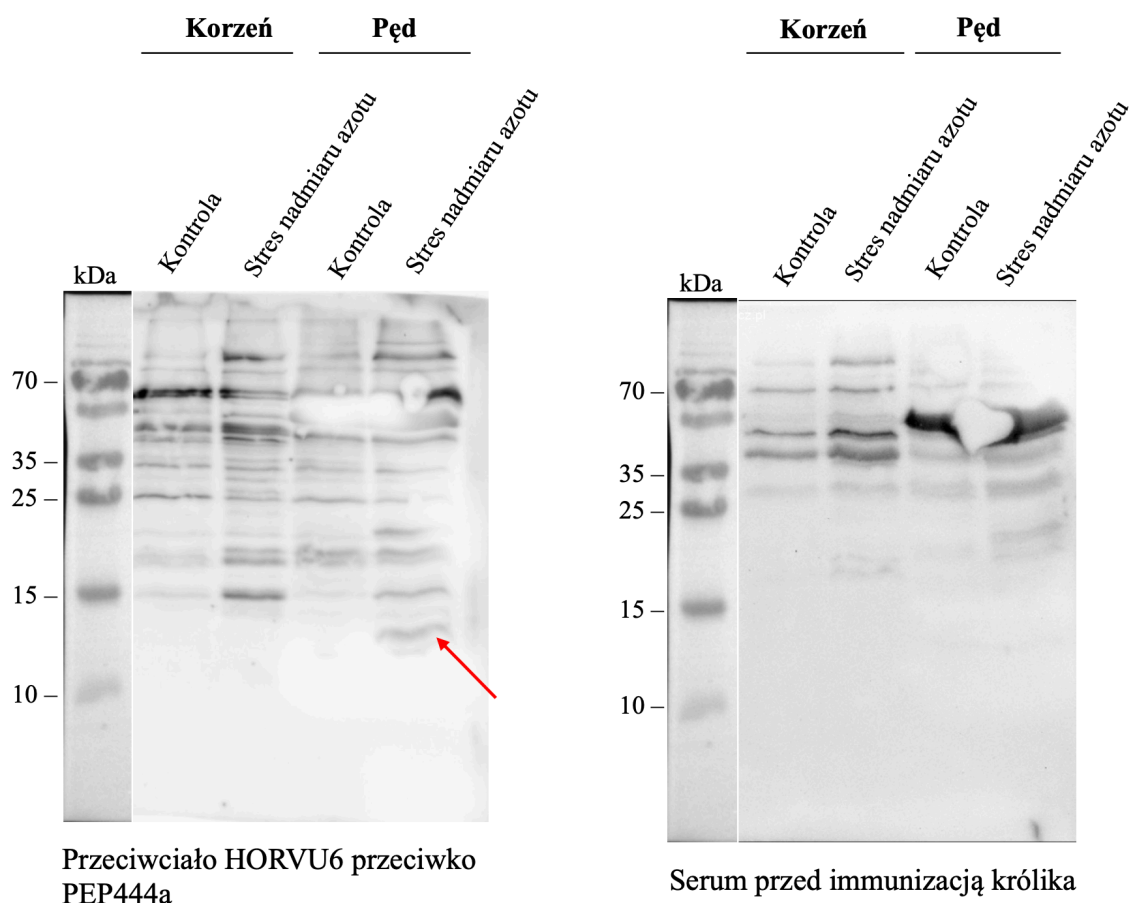 Korzeń
Pęd
Kontrola
Stres nadmiaru azotu
Kontrola
Stres nadmiaru azotu
kDa
70 –
35 –
25 –
15 –
10 –
Przeciwciało HORVU6 przeciwko
PEP444a
Korzeń
Pęd
Kontrola
Stres nadmiaru azotu
Kontrola
Stres nadmiaru azotu
kDa
70 –
35 –
25 –
15 –
10 –
Serum przed immunizacją królika